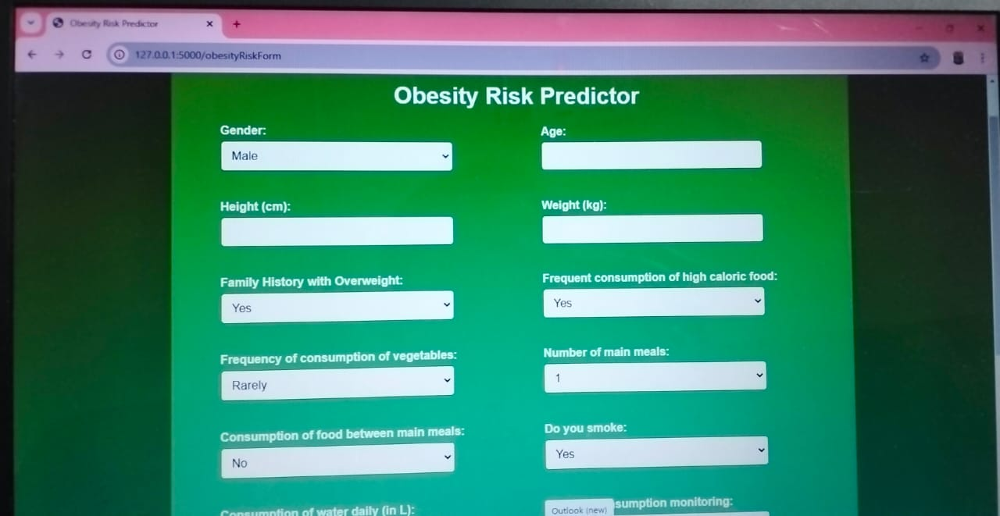 Obesity Risk Predictor
127.0.0.1:5000/obesityRiskForm
Obesity Risk Predictor
Gender:
Age:
Male
Height (cm):
Weight (kg):
Family History with Overweight:
Frequent consumption of high caloric food:
Yes
Yes
Frequency of consumption of vegetables:
Number of main meals:
Rarely
1
Consumption of food between main meals:
Do you smoke:
No
Yes
Consumption of water daily (in L):
sumption monitoring:
Outlook (new)